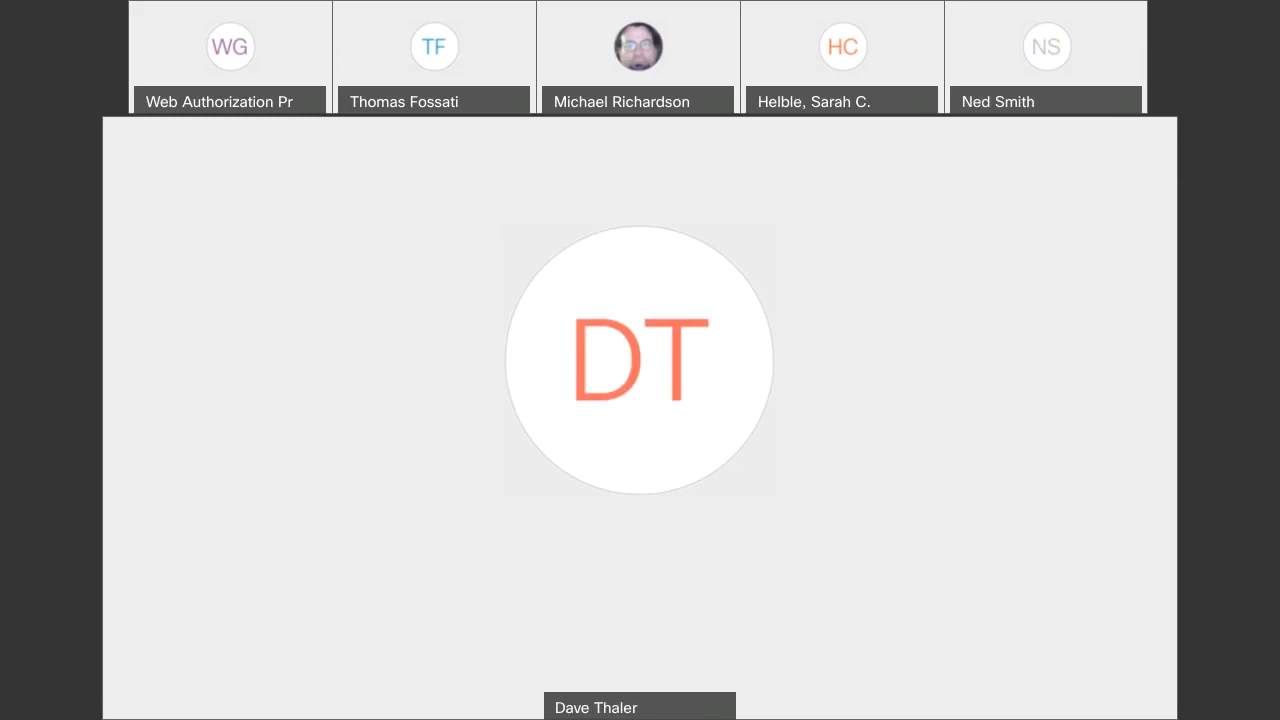 WG
TF
HC
NS
Web Authorization Pr
Thomas Fossati
Michael Richardson
Helble, Sarah C.
Ned Smith
DT
Dave Thaler